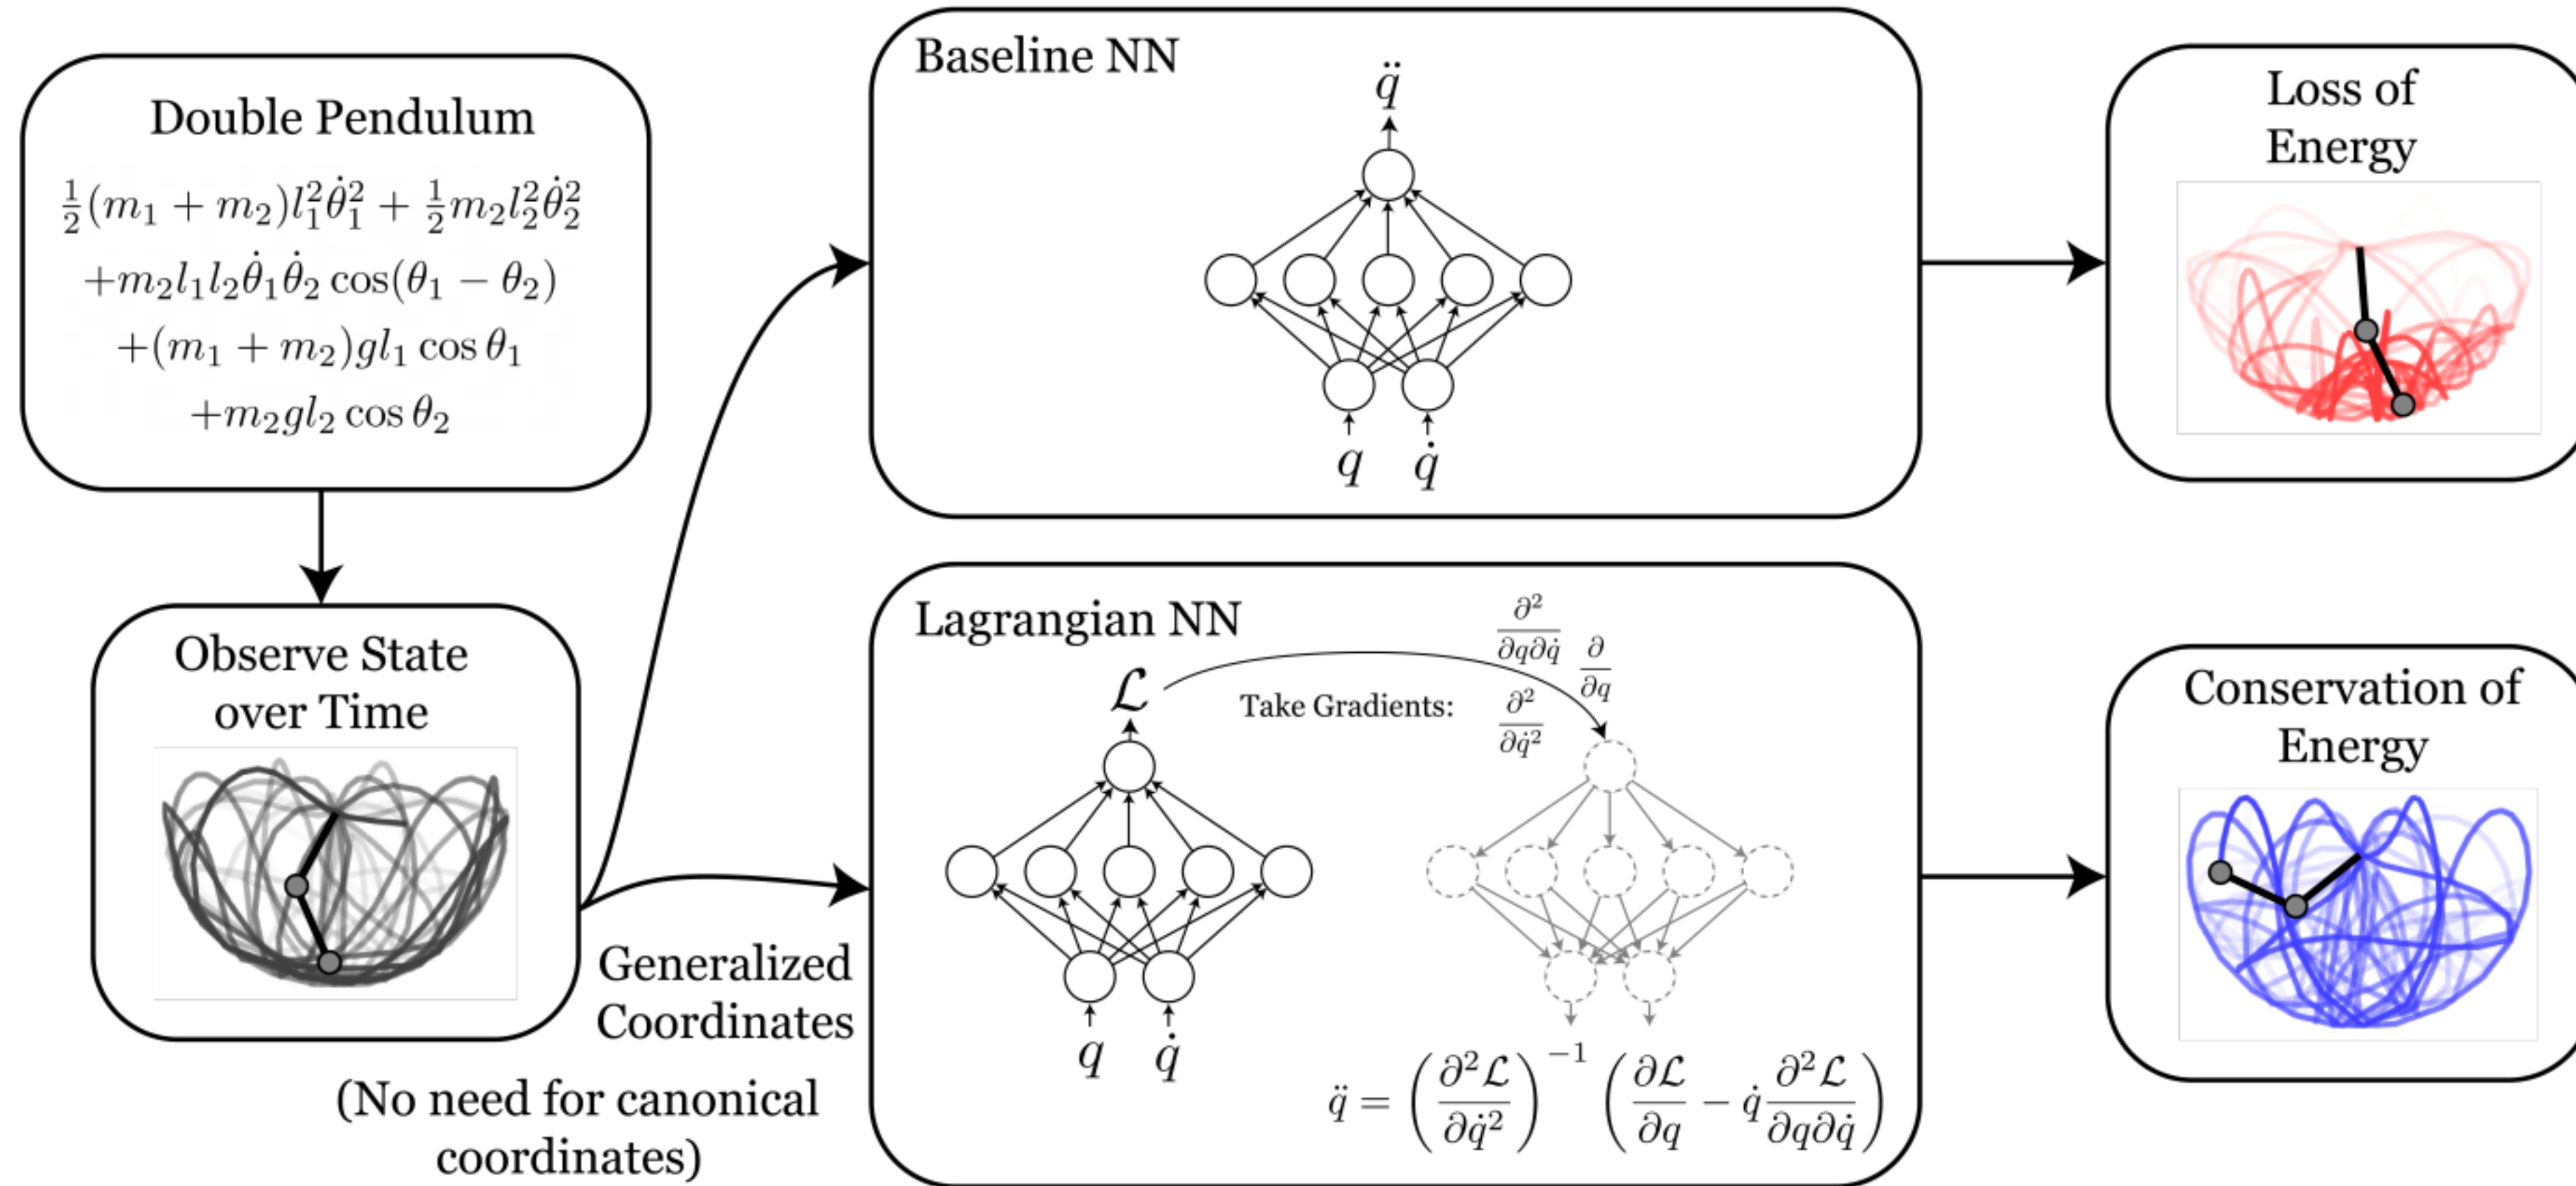 Double Pendulum
½(m₁ + m₂)l₁²θ̇₁² + ½m₂l₂²θ̇₂²
+m₂l₁l₂θ̇₁θ̇₂ cos(θ₁ − θ₂)
+(m₁ + m₂)gl₁ cos θ₁
+m₂gl₂ cos θ₂
Observe State
over Time
Generalized
Coordinates
(No need for canonical
coordinates)
Baseline NN
q̈
q q̇
Lagrangian NN
ℒ
Take Gradients:
∂²/∂q∂q̇ ∂/∂q
∂²/∂q̇²
q q̇
q̈ = (∂²ℒ/∂q̇²)⁻¹ (∂ℒ/∂q − q̇ ∂²ℒ/∂q∂q̇)
Loss of
Energy
Conservation of
Energy